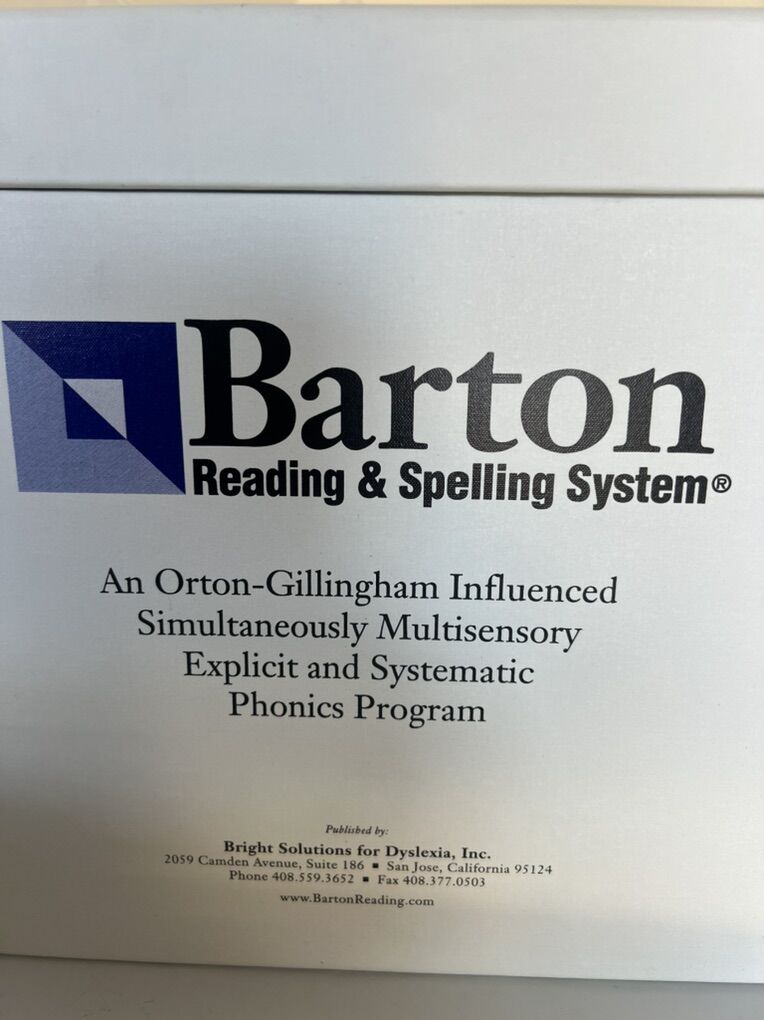 Barton
Reading & Spelling System®
An Orton-Gillingham Influenced
Simultaneously Multisensory
Explicit and Systematic
Phonics Program
Published by:
Bright Solutions for Dyslexia, Inc.
2059 Camden Avenue, Suite 186 ■ San Jose, California 95124
Phone 408.559.3652 ■ Fax 408.377.0503
www.BartonReading.com